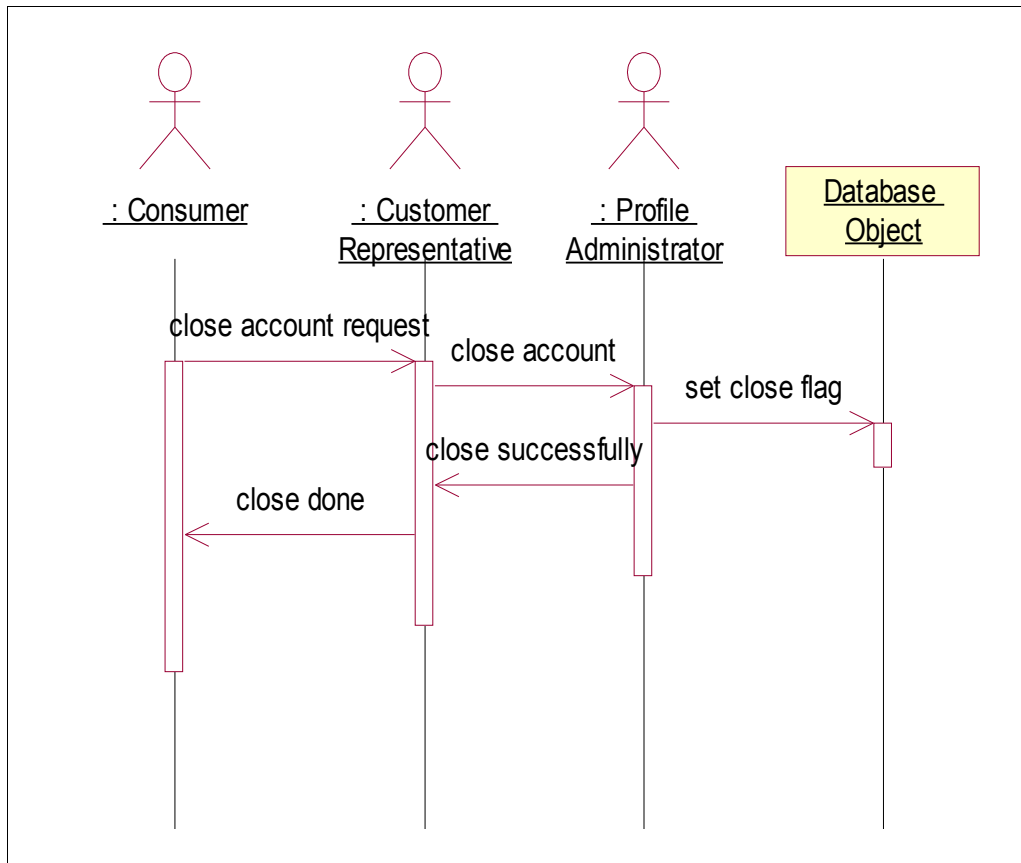 : Consumer
: Customer
Representative
: Profile
Administrator
Database
Object
close account request
close account
set close flag
close successfully
close done